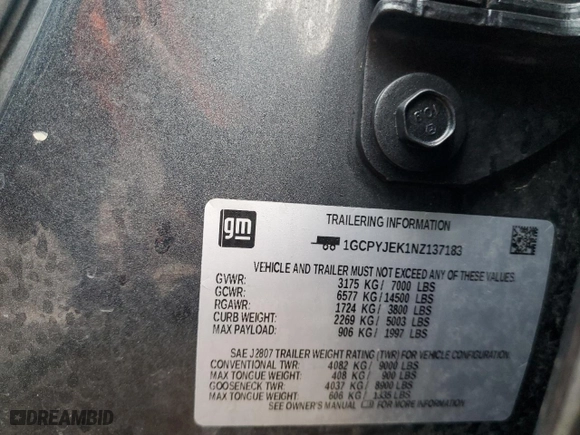 gm
TRAILERING INFORMATION
1GCPYJEK1NZ137183
VEHICLE AND TRAILER MUST NOT EXCEED ANY OF THESE VALUES.
GVWR: 3175 KG/ 7000 LBS
GCWR: 6577 KG/ 14500 LBS
RGAWR: 1724 KG/ 3800 LBS
CURB WEIGHT: 2269 KG/ 5003 LBS
MAX PAYLOAD: 906 KG/ 1997 LBS
SAE J2807 TRAILER WEIGHT RATING (TWR) FOR VEHICLE CONFIGURATION.
CONVENTIONAL TWR: 4082 KG/ 9000 LBS
MAX TONGUE WEIGHT: 408 KG/ 900 LBS
GOOSENECK TWR: 4037 KG/ 8900 LBS
MAX TONGUE WEIGHT: 606 KG/ 1335 LBS
SEE OWNER'S MANUAL FOR MORE INFORMATION
© DREAMBID